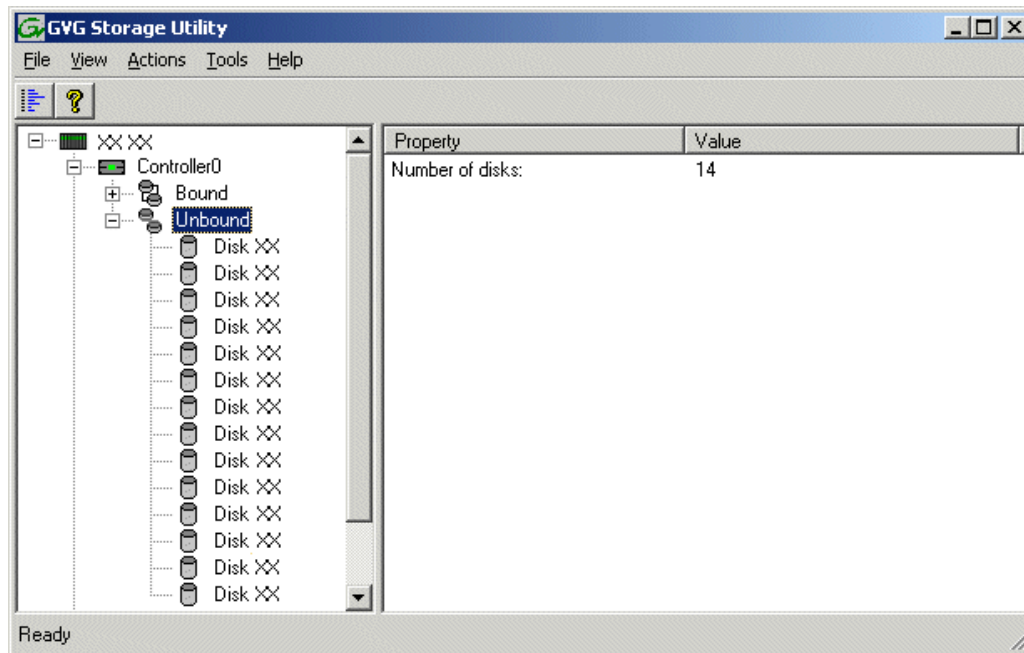 GVG Storage Utility
File View Actions Tools Help
XX XX
Controller0
Bound
Unbound
Disk XX
Disk XX
Disk XX
Disk XX
Disk XX
Disk XX
Disk XX
Disk XX
Disk XX
Disk XX
Disk XX
Disk XX
Disk XX
Disk XX
Property Value
Number of disks: 14
Ready